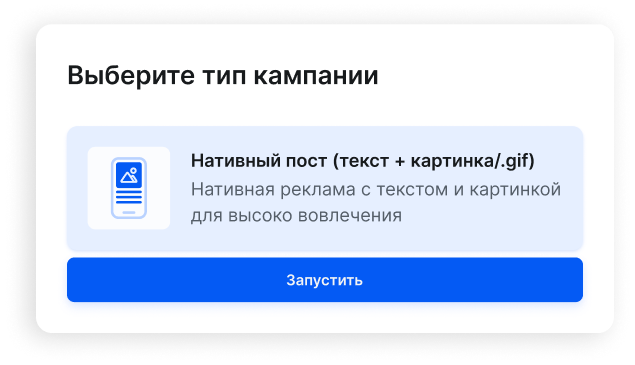 Выберите тип кампании
Нативный пост (текст + картинка/.gif)
Нативная реклама с текстом и картинкой
для высоко вовлечения
Запустить